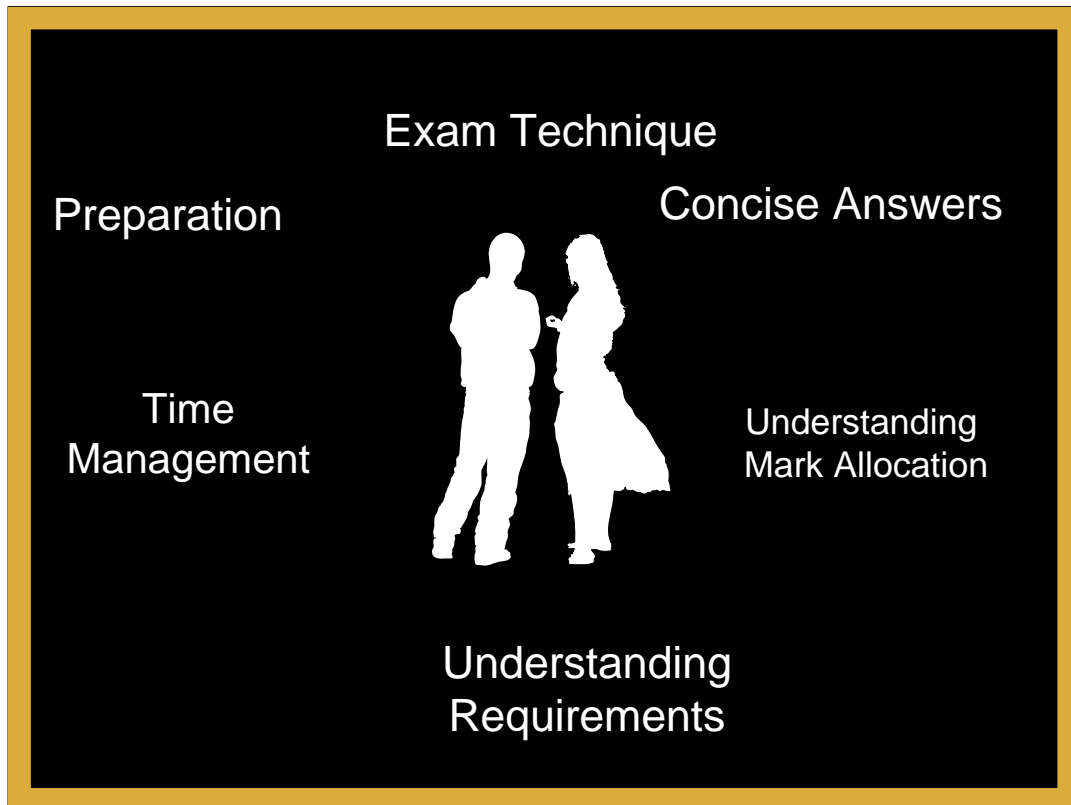 Exam Technique
Preparation
Concise Answers
Time
Management
Understanding
Mark Allocation
Understanding
Requirements